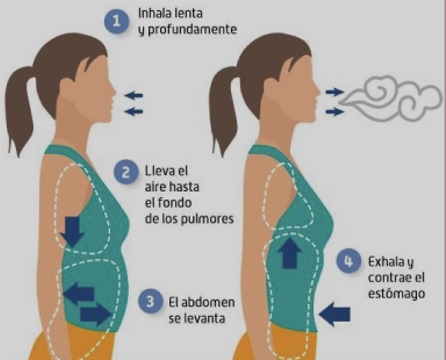 1 Inhala lenta
y profundamente
2 Lleva el
aire hasta
el fondo
de los pulmores
3 El abdomen
se levanta
4 Exhala y
contrae el
estómago